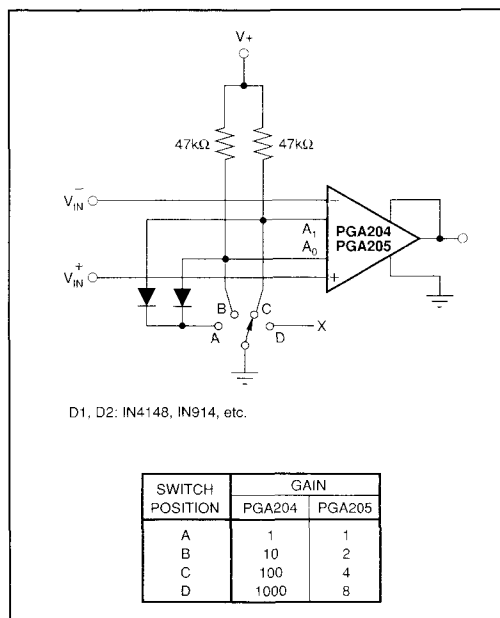 V+
47kΩ 47kΩ
V⁻IN
−
A1
PGA204
A0
PGA205
V⁺IN
+
B C
A D X
D1, D2: IN4148, IN914, etc.
SWITCH POSITION GAIN
PGA204 PGA205
A 1 1
B 10 2
C 100 4
D 1000 8